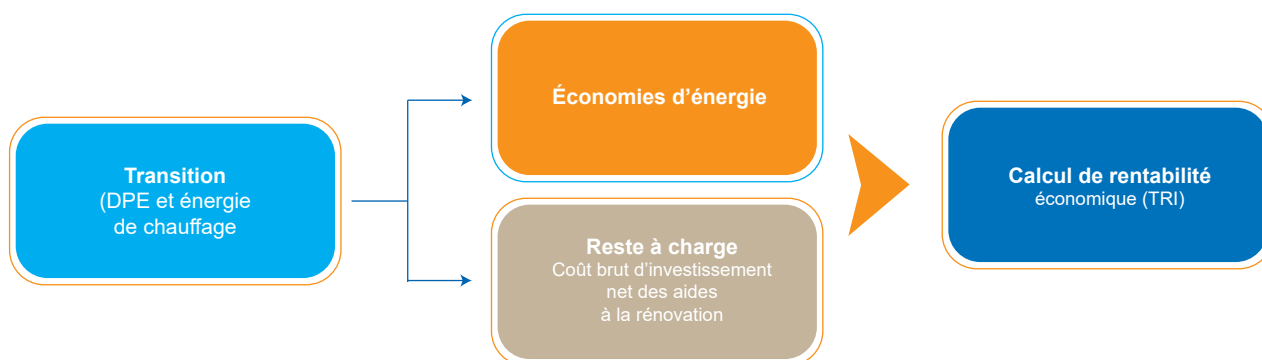 Transition
(DPE et énergie
de chauffage
Économies d’énergie
Reste à charge
Coût brut d’investissement
net des aides
à la rénovation
Calcul de rentabilité
économique (TRI)